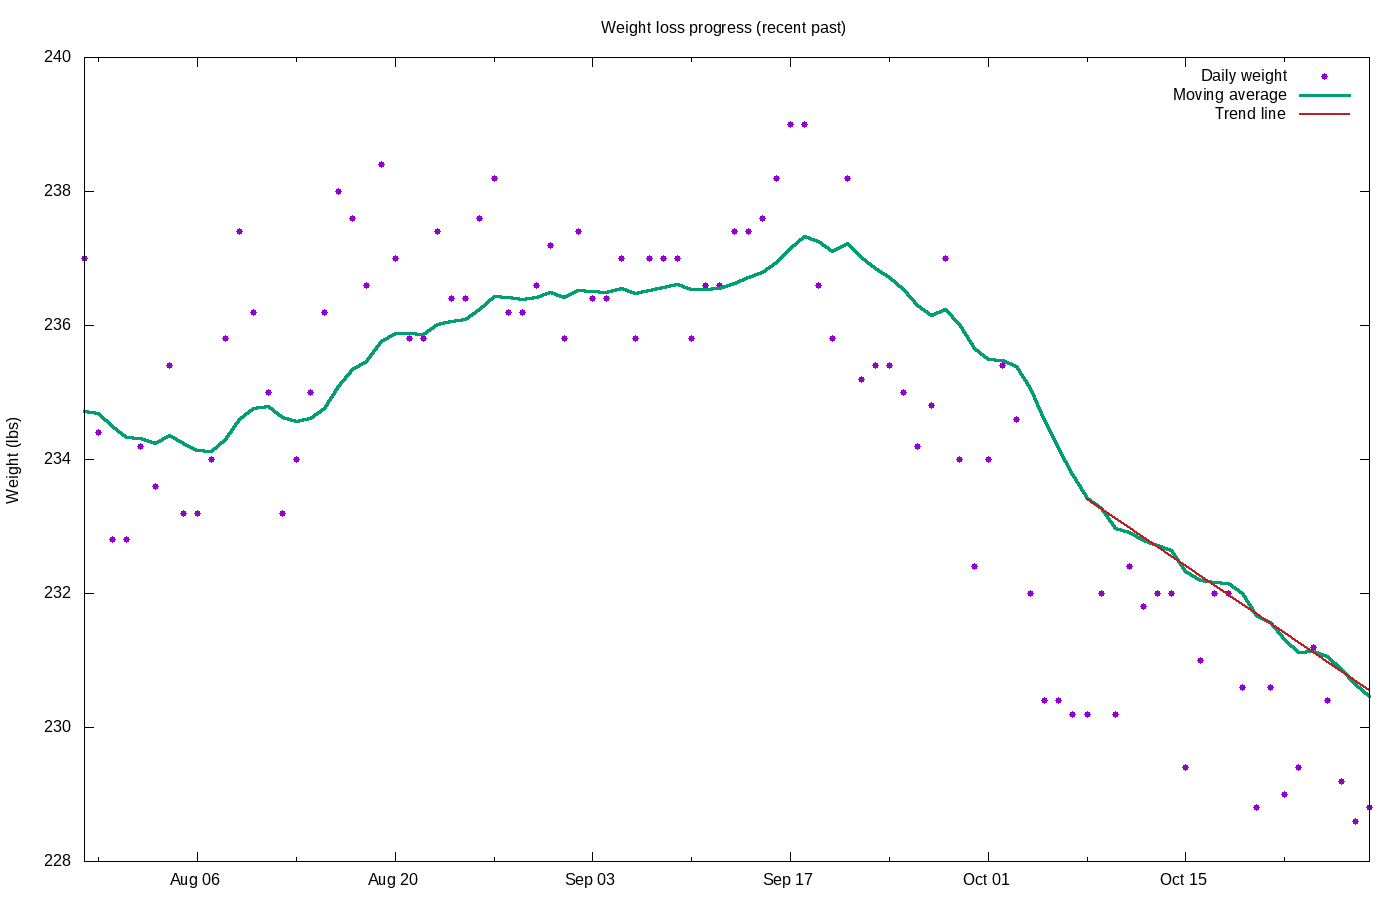 Weight loss progress (recent past)
240
238
236
234
232
230
228
Weight (lbs)
Daily weight
Moving average
Trend line
Aug 06
Aug 20
Sep 03
Sep 17
Oct 01
Oct 15